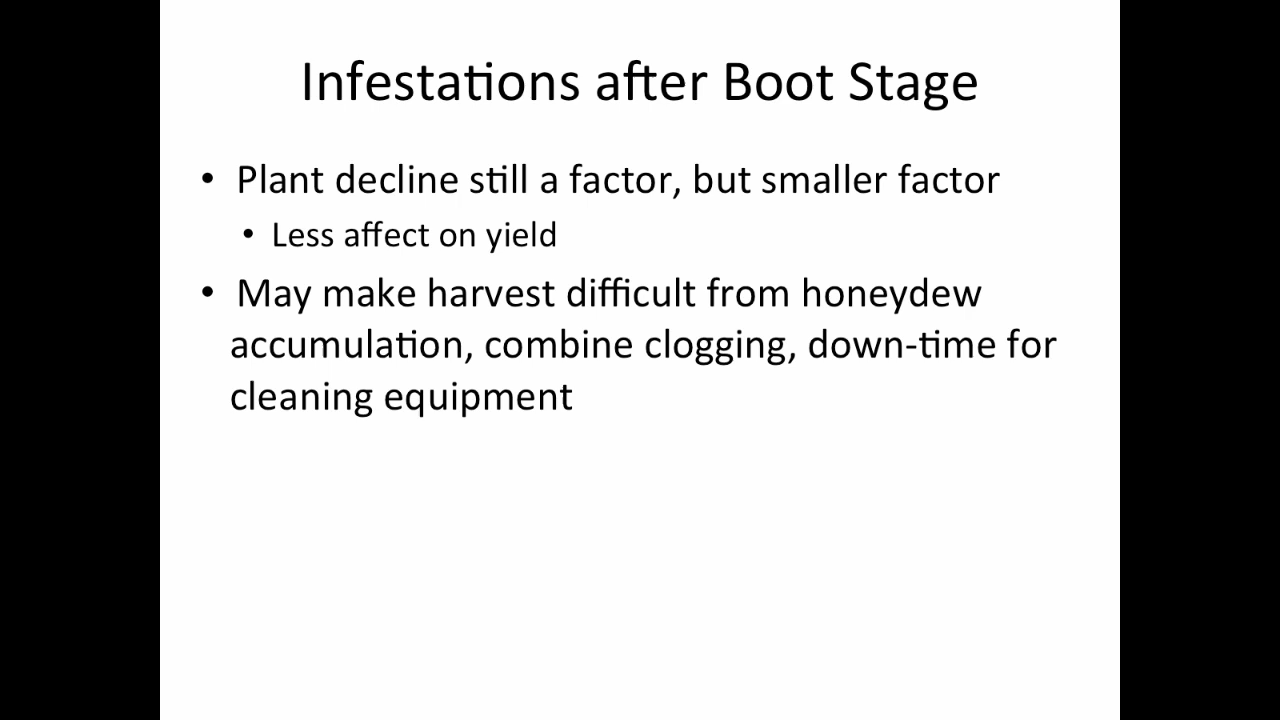 Infestations after Boot Stage
• Plant decline still a factor, but smaller factor
• Less affect on yield
• May make harvest difficult from honeydew
accumulation, combine clogging, down-time for
cleaning equipment